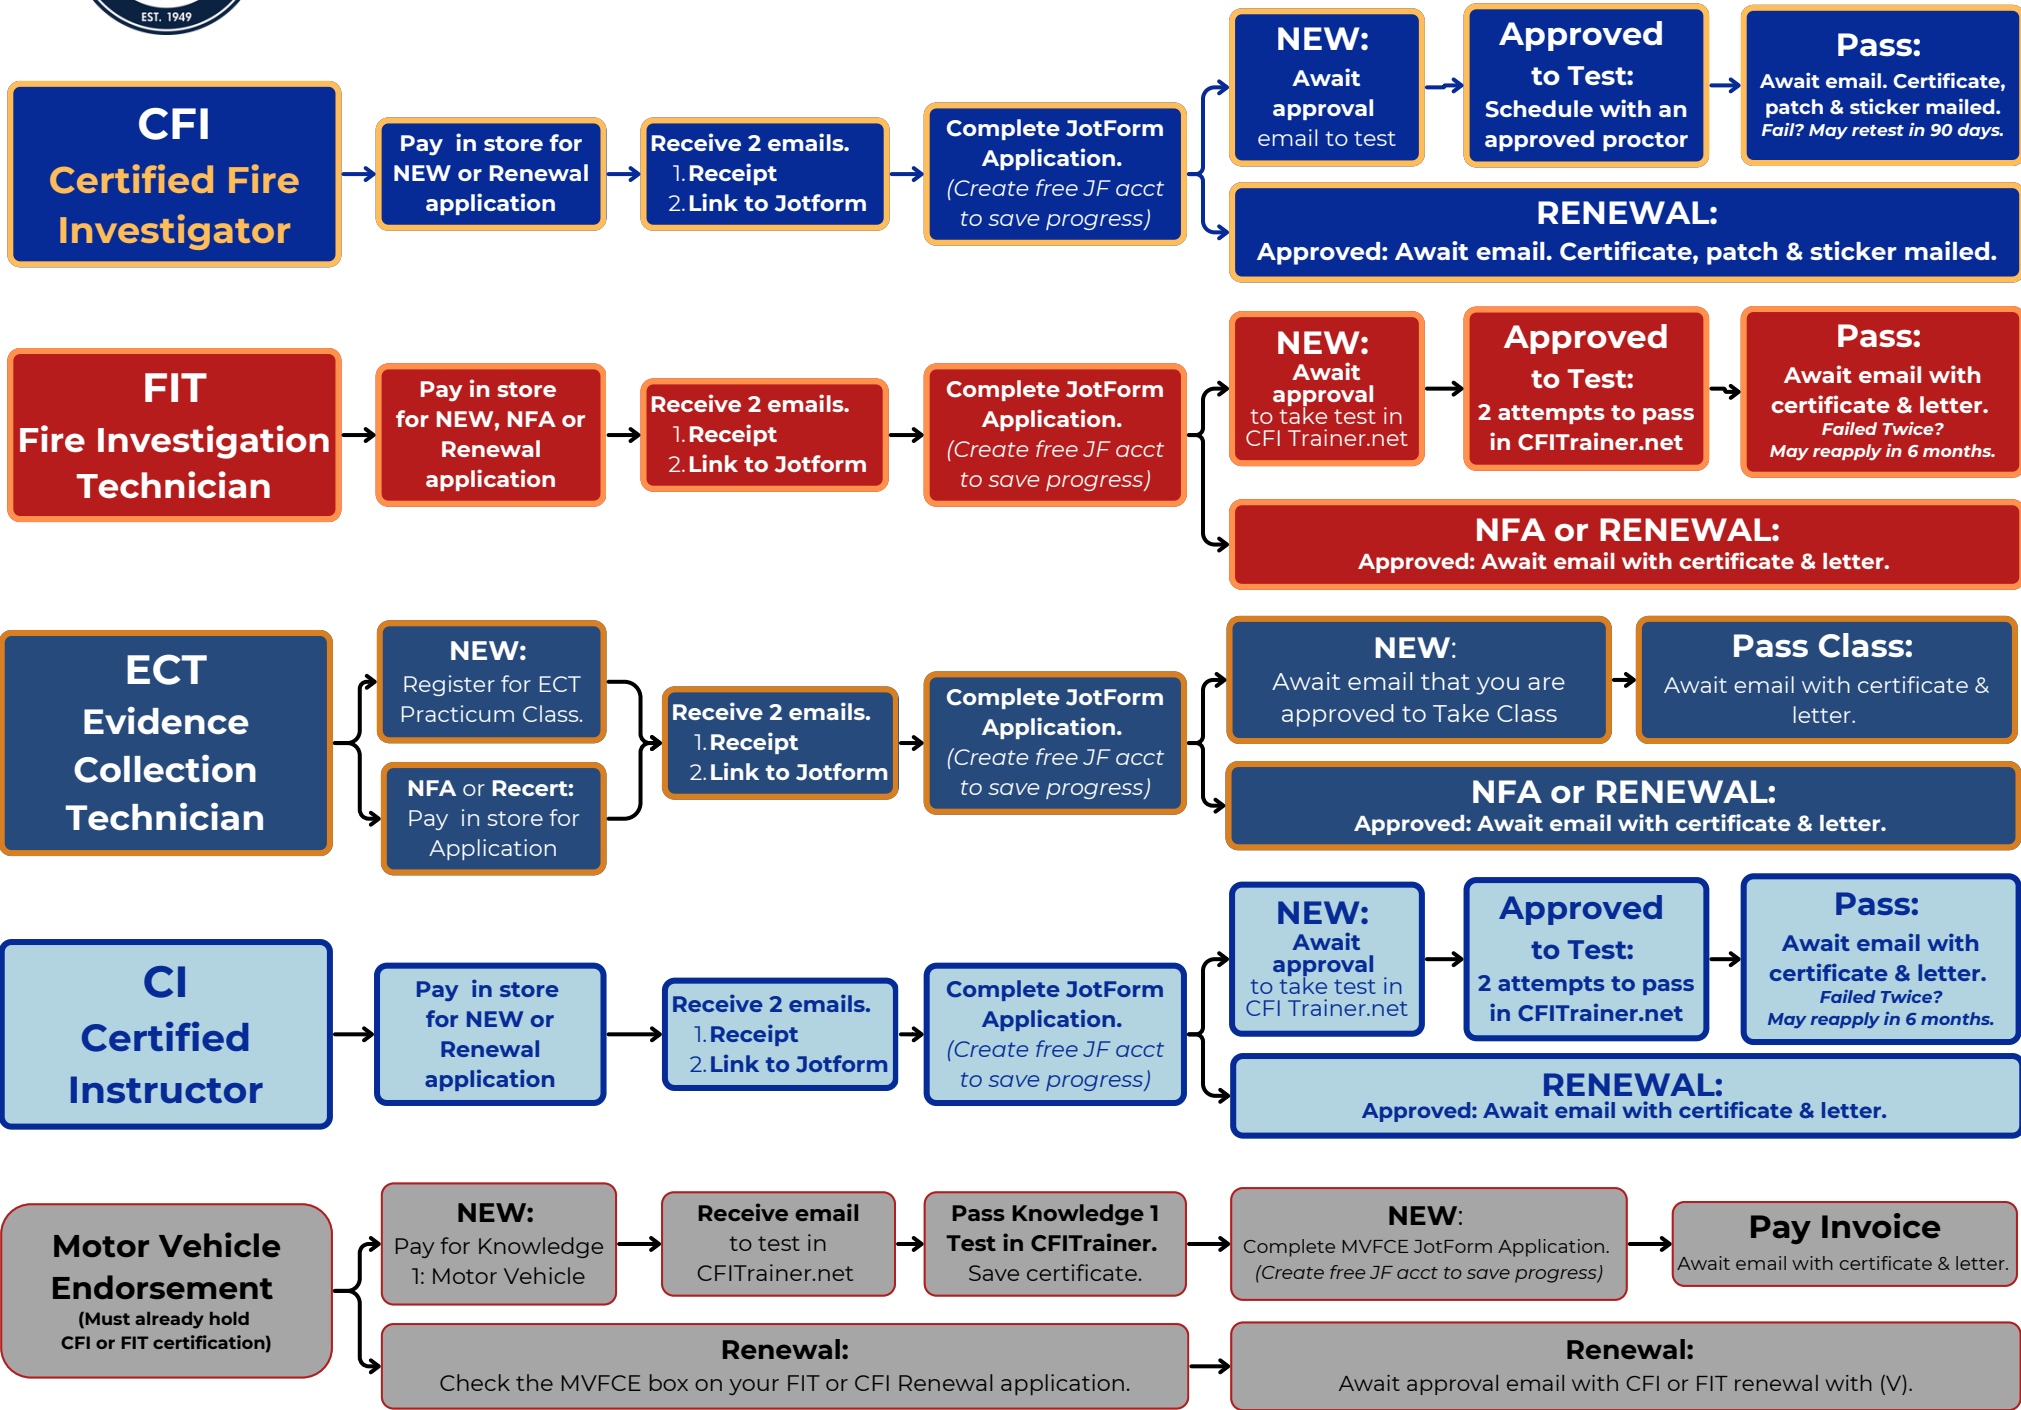 EST. 1949
CFI
Certified Fire
Investigator
Pay in store for
NEW or Renewal
application
Receive 2 emails.
1. Receipt
2. Link to Jotform
Complete JotForm
Application.
(Create free JF acct
to save progress)
NEW:
Await
approval
email to test
Approved
to Test:
Schedule with an
approved proctor
Pass:
Await email. Certificate,
patch & sticker mailed.
Fail? May retest in 90 days.
RENEWAL:
Approved: Await email. Certificate, patch & sticker mailed.
FIT
Fire Investigation
Technician
Pay in store
for NEW, NFA or
Renewal
application
Receive 2 emails.
1. Receipt
2. Link to Jotform
Complete JotForm
Application.
(Create free JF acct
to save progress)
NEW:
Await
approval
to take test in
CFI Trainer.net
Approved
to Test:
2 attempts to pass
in CFITrainer.net
Pass:
Await email with
certificate & letter.
Failed Twice?
May reapply in 6 months.
NFA or RENEWAL:
Approved: Await email with certificate & letter.
ECT
Evidence
Collection
Technician
NEW:
Register for ECT
Practicum Class.
NFA or Recert:
Pay in store for
Application
Receive 2 emails.
1. Receipt
2. Link to Jotform
Complete JotForm
Application.
(Create free JF acct
to save progress)
NEW:
Await email that you are
approved to Take Class
Pass Class:
Await email with certificate &
letter.
NFA or RENEWAL:
Approved: Await email with certificate & letter.
CI
Certified
Instructor
Pay in store
for NEW or
Renewal
application
Receive 2 emails.
1. Receipt
2. Link to Jotform
Complete JotForm
Application.
(Create free JF acct
to save progress)
NEW:
Await
approval
to take test in
CFI Trainer.net
Approved
to Test:
2 attempts to pass
in CFITrainer.net
Pass:
Await email with
certificate & letter.
Failed Twice?
May reapply in 6 months.
RENEWAL:
Approved: Await email with certificate & letter.
Motor Vehicle
Endorsement
(Must already hold
CFI or FIT certification)
NEW:
Pay for Knowledge
1: Motor Vehicle
Receive email
to test in
CFITrainer.net
Pass Knowledge 1
Test in CFITrainer.
Save certificate.
NEW:
Complete MVFCE JotForm Application.
(Create free JF acct to save progress)
Pay Invoice
Await email with certificate & letter.
Renewal:
Check the MVFCE box on your FIT or CFI Renewal application.
Renewal:
Await approval email with CFI or FIT renewal with (V).